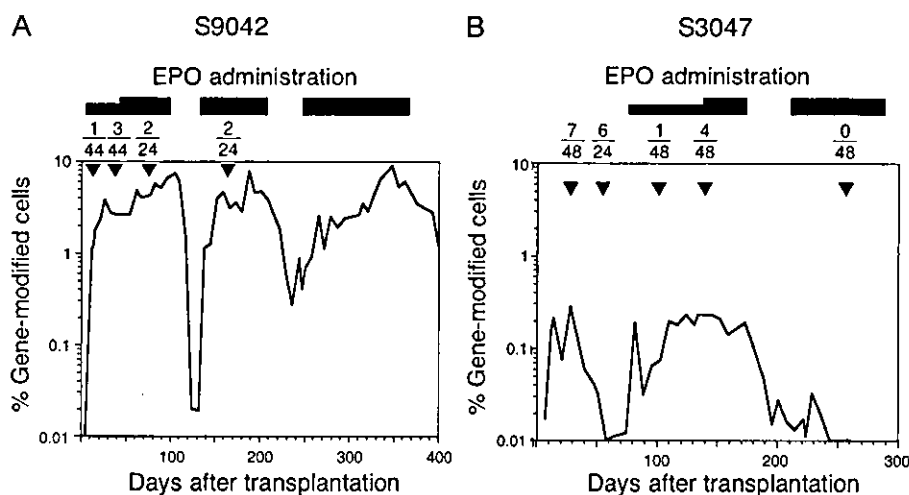 A
S9042
EPO administration
1/44 3/44 2/24 2/24
% Gene-modified cells
10
1
0.1
0.01
0 100 200 300 400
Days after transplantation
B
S3047
EPO administration
7/48 6/24 1/48 4/48 0/48
% Gene-modified cells
10
1
0.1
0.01
100 200 300
Days after transplantation